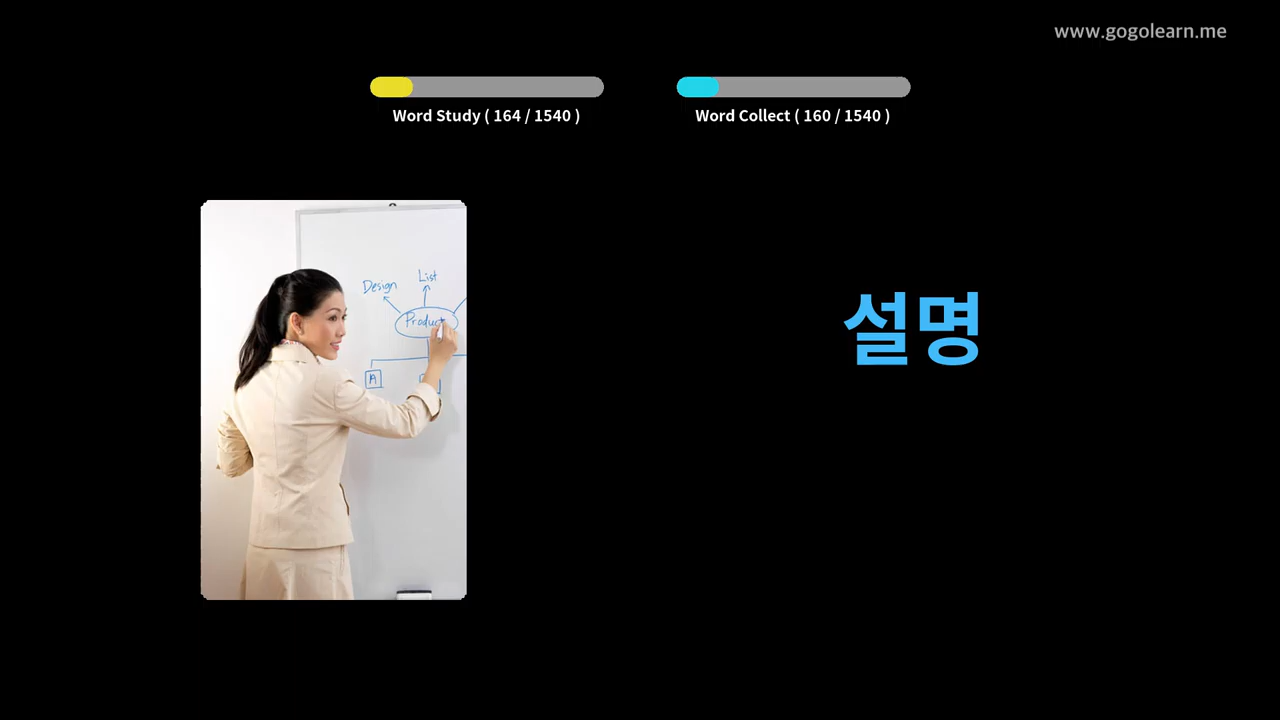 www.gogolearn.me
Word Study ( 164 / 1540 )
Word Collect ( 160 / 1540 )
설명
List
Design
Product
A